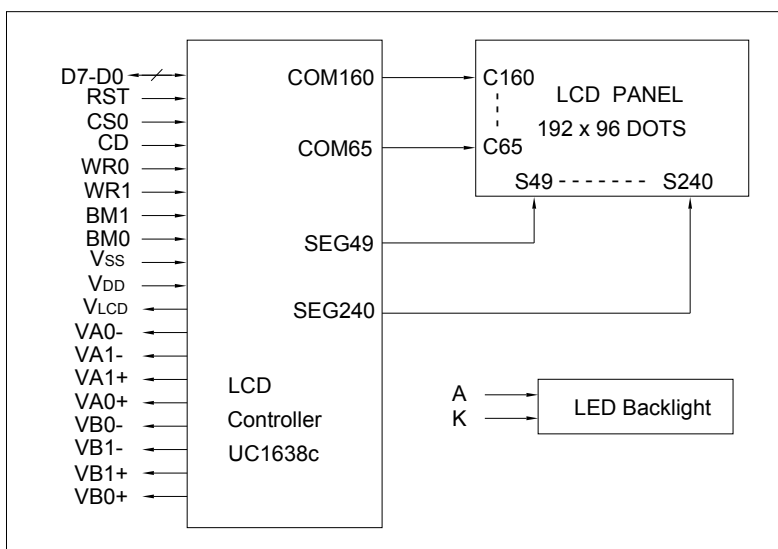 D7-D0
RST
CS0
CD
WR0
WR1
BM1
BM0
VSS
VDD
VLCD
VA0-
VA1-
VA1+
VA0+
VB0-
VB1-
VB1+
VB0+
COM160
COM65
SEG49
SEG240
LCD
Controller
UC1638c
C160
C65
LCD PANEL
192 x 96 DOTS
S49 - - - - - - - S240
A
K
LED Backlight